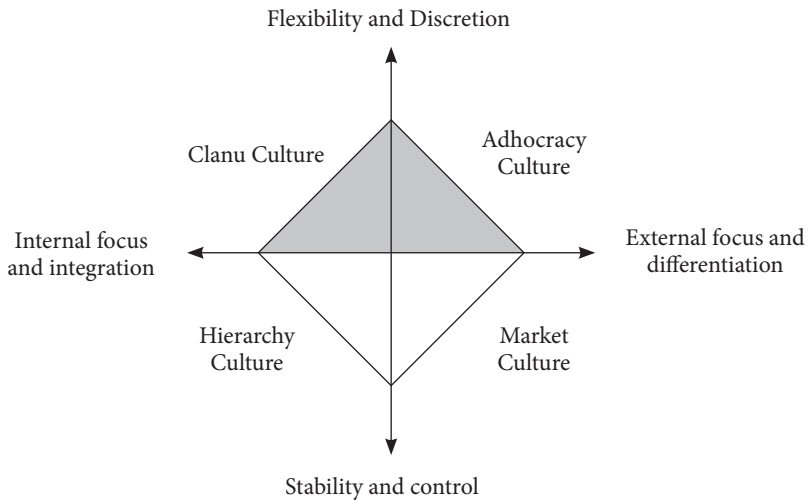 Flexibility and Discretion
Clanu Culture
Adhocracy
Culture
Internal focus
and integration
External focus and
differentiation
Hierarchy
Culture
Market
Culture
Stability and control